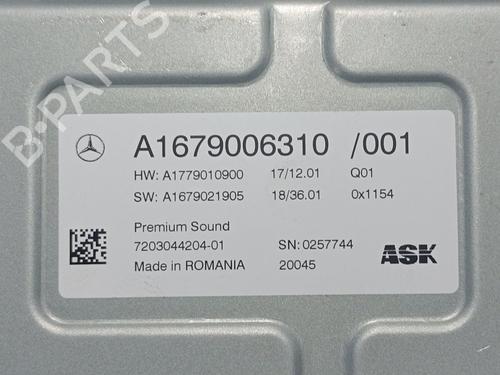 B-PARTS
A1679006310 /001
HW: A1779010900 17/12.01 Q01
SW: A1679021905 18/36.01 0x1154
Premium Sound
7203044204-01 SN: 0257744
Made in ROMANIA 20045 ASK